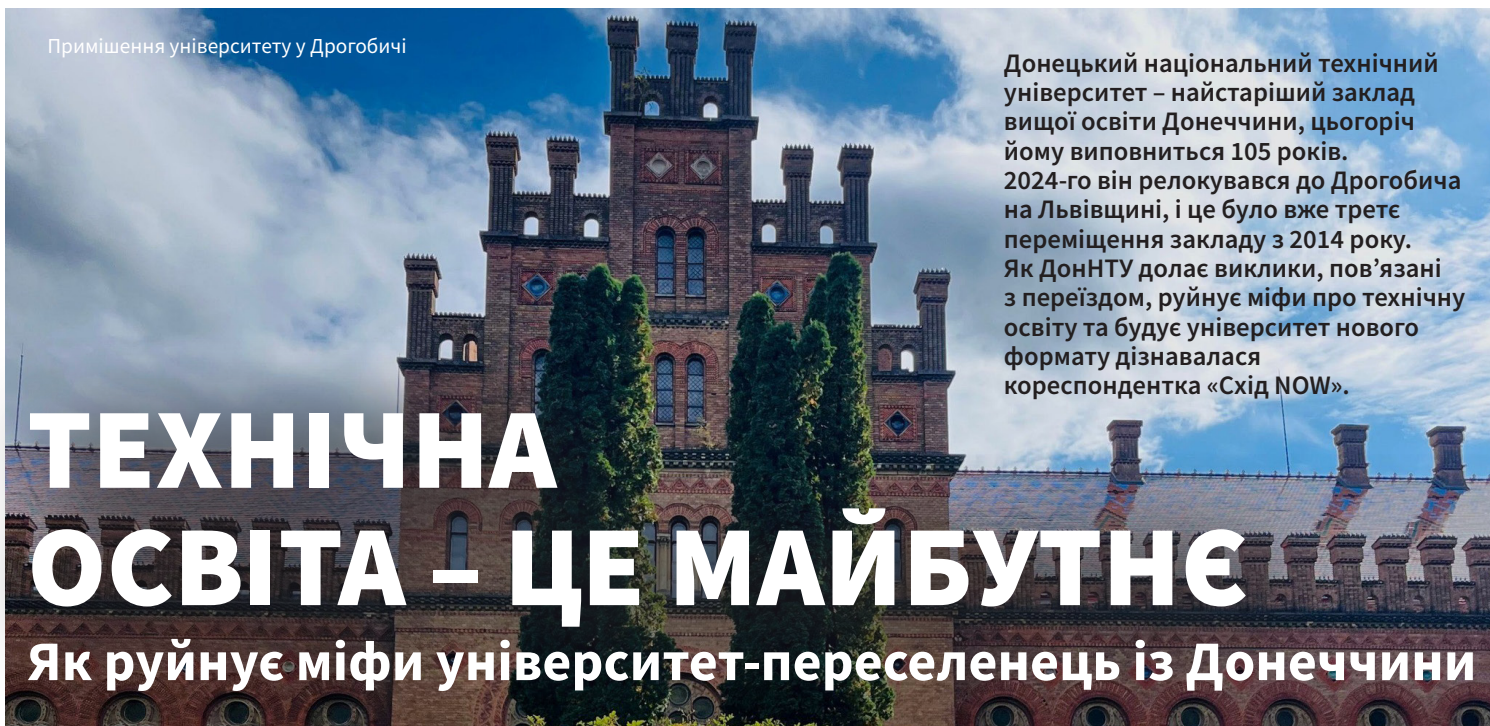 Примішення університету у Дрогобичі
Донецький національний технічний
університет – найстаріший заклад
вищої освіти Донеччини, цьогоріч
йому виповниться 105 років.
2024-го він релокувався до Дрогобича
на Львівщині, і це було вже третє
переміщення закладу з 2014 року.
Як ДонНТУ долає виклики, пов’язані
з переїздом, руйнує міфи про технічну
освіту та будує університет нового
формату дізнавалася
кореспондентка «Схід NOW».
ТЕХНІЧНА
ОСВІТА – ЦЕ МАЙБУТНЄ
Як руйнує міфи університет-переселенець із Донеччини